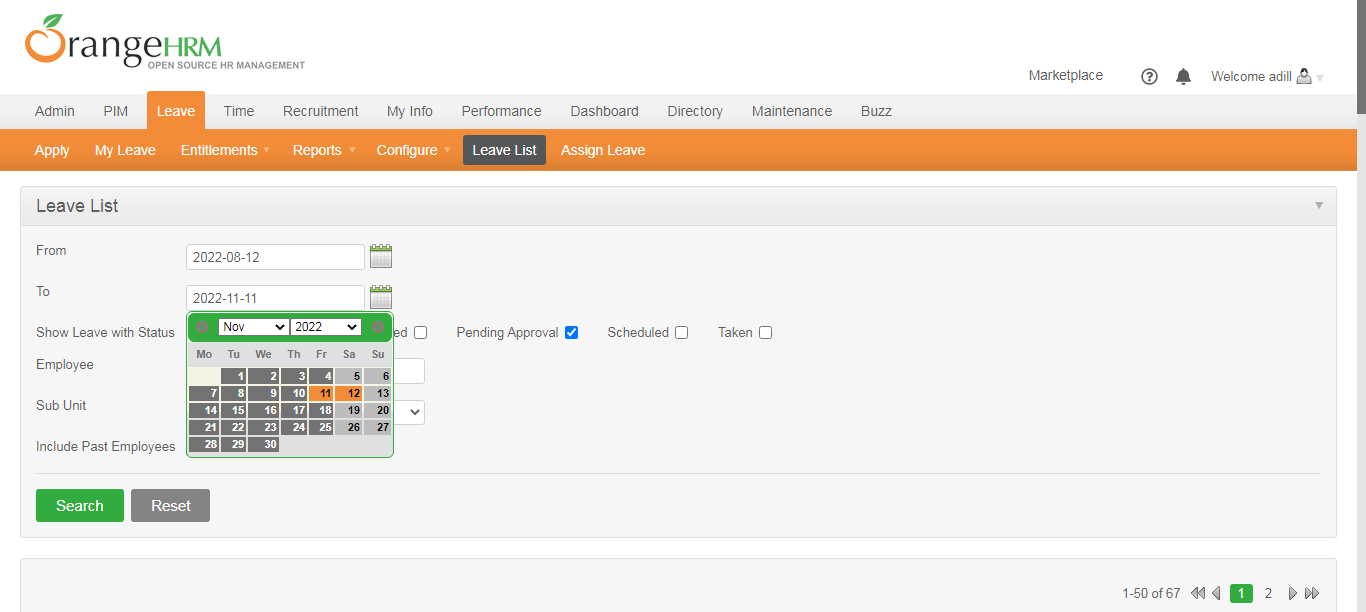 OrangeHRM
OPEN SOURCE HR MANAGEMENT
Marketplace ? Welcome adill
Admin PIM Leave Time Recruitment My Info Performance Dashboard Directory Maintenance Buzz
Apply My Leave Entitlements Reports Configure Leave List Assign Leave
Leave List
From 2022-08-12
To 2022-11-11
Show Leave with Status ed Pending Approval Scheduled Taken
Nov 2022
Mo Tu We Th Fr Sa Su
Employee
1 2 3 4 5 6
7 8 9 10 11 12 13
Sub Unit
14 15 16 17 18 19 20
21 22 23 24 25 26 27
Include Past Employees
28 29 30
Search Reset
1-50 of 67 1 2